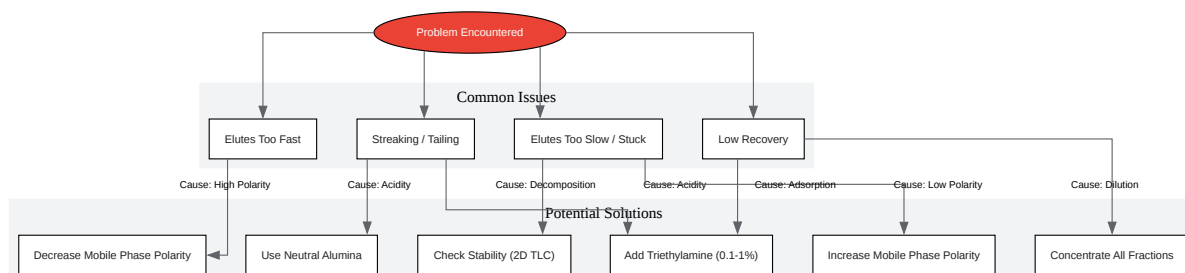 Problem Encountered
Common Issues
Elutes Too Fast
Streaking / Tailing
Elutes Too Slow / Stuck
Low Recovery
Cause: High Polarity
Cause: Acidity
Cause: Decomposition
Cause: Acidity
Cause: Adsorption
Cause: Low Polarity
Cause: Dilution
Potential Solutions
Decrease Mobile Phase Polarity
Use Neutral Alumina
Check Stability (2D TLC)
Add Triethylamine (0.1-1%)
Increase Mobile Phase Polarity
Concentrate All Fractions